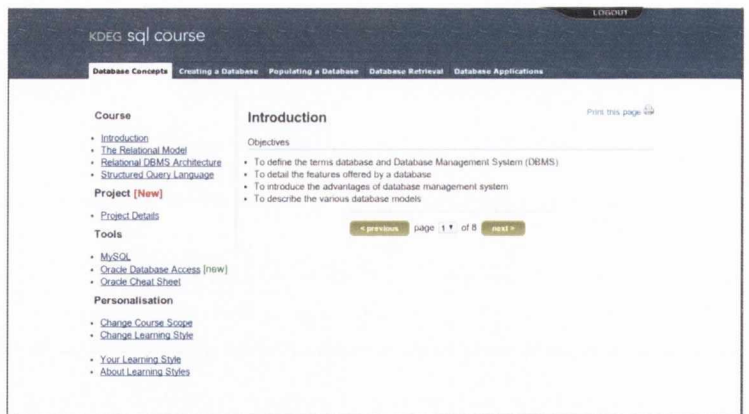 LOGOUT
KDEG sql course
Database Concepts Creating a Database Populating a Database Database Retrieval Database Applications
Course
• Introduction
• The Relational Model
• Relational DBMS Architecture
• Structured Query Language
Project [New]
• Project Details
Tools
• MySQL
• Oracle Database Access [new]
• Oracle Cheat Sheet
Personalisation
• Change Course Scope
• Change Learning Style
• Your Learning Style
• About Learning Styles
Print this page
Introduction
Objectives
• To define the terms database and Database Management System (DBMS)
• To detail the features offered by a database
• To introduce the advantages of database management system
• To describe the various database models
< previous page 1 of 8 next >